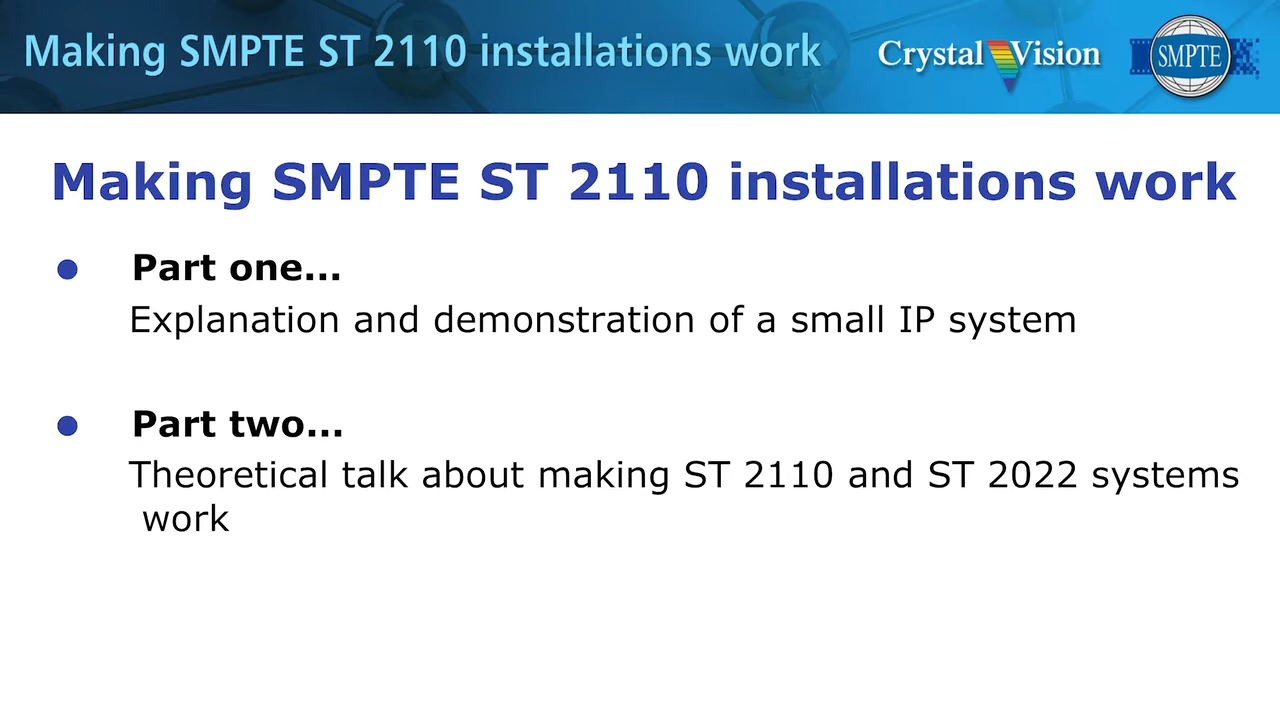 Making SMPTE ST 2110 installations work
Crystal Vision
SMPTE
Making SMPTE ST 2110 installations work
Part one...
Explanation and demonstration of a small IP system
Part two...
Theoretical talk about making ST 2110 and ST 2022 systems
work